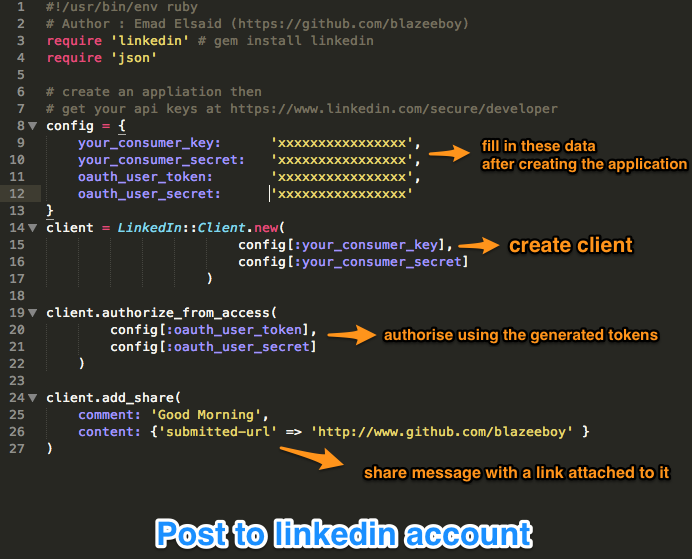 1 #!/usr/bin/env ruby
2 # Author : Emad Elsaid (https://github.com/blazeeboy)
3 require 'linkedin' # gem install linkedin
4 require 'json'
5
6 # create an appliation then
7 # get your api keys at https://www.linkedin.com/secure/developer
8 config = {
9 your_consumer_key: 'xxxxxxxxxxxxxxxx',
10 your_consumer_secret: 'xxxxxxxxxxxxxxxx',
11 oauth_user_token: 'xxxxxxxxxxxxxxxx',
12 oauth_user_secret: 'xxxxxxxxxxxxxxxx'
13 }
fill in these data
after creating the application
14 client = LinkedIn::Client.new(
15 config[:your_consumer_key],
16 config[:your_consumer_secret]
17 )
create client
18
19 client.authorize_from_access(
20 config[:oauth_user_token],
21 config[:oauth_user_secret]
22 )
authorise using the generated tokens
23
24 client.add_share(
25 comment: 'Good Morning',
26 content: {'submitted-url' => 'http://www.github.com/blazeeboy' }
27 )
share message with a link attached to it
Post to linkedin account